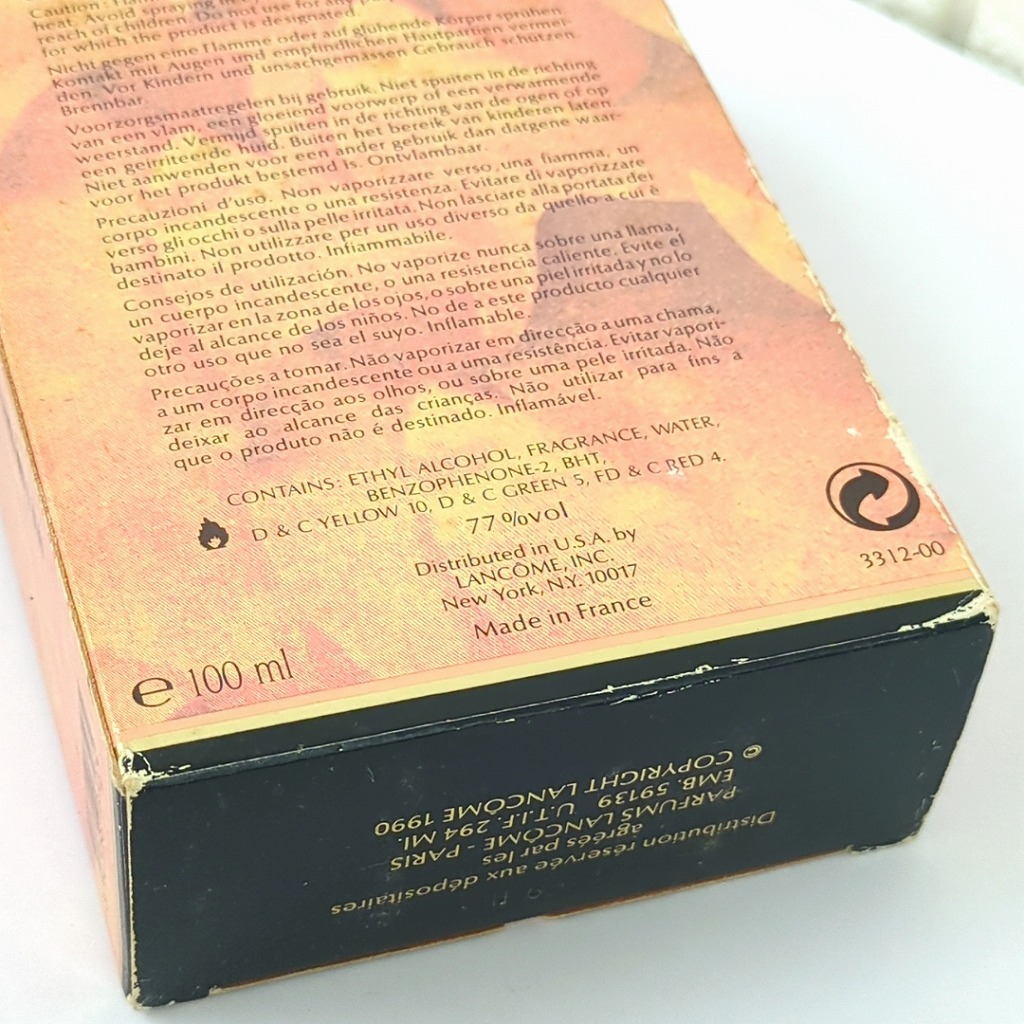 Caution: Flam
heat. Avoid spraying in ey
reach of children. Do not use for any
for which the product is designated.
Nicht gegen eine Flamme oder auf glühende Körper sprühen.
Kontakt mit Augen und empfindlichen Hautpartien vermei-
den. Vor Kindern und unsachgemässen Gebrauch schützen.
Brennbar.
Voorzorgsmaatregelen bij gebruik. Niet spuiten in de richting
van een vlam, een gloeiend voorwerp of een verwarmende
weerstand. Vermijd spuiten in de richting van de ogen of op
een geirriteerde huid. Buiten het bereik van kinderen laten.
Niet aanwenden voor een ander gebruik dan datgene waar-
voor het produkt bestemd is. Ontvlambaar.
Precauzioni d'uso. Non vaporizzare verso, una fiamma, un
corpo incandescente o una resistenza. Evitare di vaporizzare
verso gli occhi o sulla pelle irritata. Non lasciare alla portata dei
bambini. Non utilizzare per un uso diverso da quello a cui è
destinato il prodotto. Infiammabile.
Consejos de utilización. No vaporize nunca sobre una llama,
un cuerpo incandescente, o una resistencia caliente. Evite el
vaporizar en la zona de los ojos, o sobre una piel irritada y no lo
deje al alcance de los niños. No de a este producto cualquier
otro uso que no sea el suyo. Inflamable.
Precauções a tomar. Não vaporizar em direcção a uma chama,
a um corpo incandescente ou a uma resistência. Evitar vapori-
zar em direcção aos olhos, ou sobre uma pele irritada. Não
deixar ao alcance das crianças. Não utilizar para fins a
que o produto não é destinado. Inflamável.
CONTAINS: ETHYL ALCOHOL, FRAGRANCE, WATER,
BENZOPHENONE-2, BHT,
D & C YELLOW 10, D & C GREEN 5, FD & C RED 4.
77%vol
Distributed in U.S.A. by
LANCÔME, INC.
New York, N.Y. 10017
Made in France
3312-00
e 100 ml
Distribution réservée aux dépositaires
agréés par les
PARFUMS LANCÔME - PARIS
EMB. 59139 U.T.I.F. 294 MI.
© COPYRIGHT LANCÔME 1990